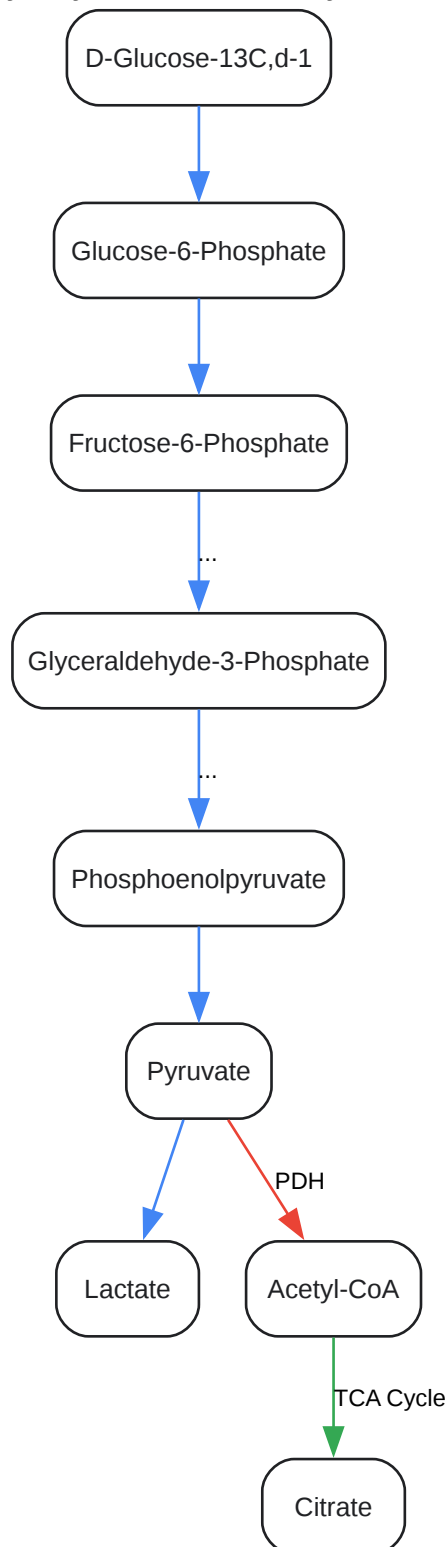 D-Glucose-13C,d-1
Glucose-6-Phosphate
Fructose-6-Phosphate
...
Glyceraldehyde-3-Phosphate
...
Phosphoenolpyruvate
Pyruvate
PDH
Lactate
Acetyl-CoA
TCA Cycle
Citrate